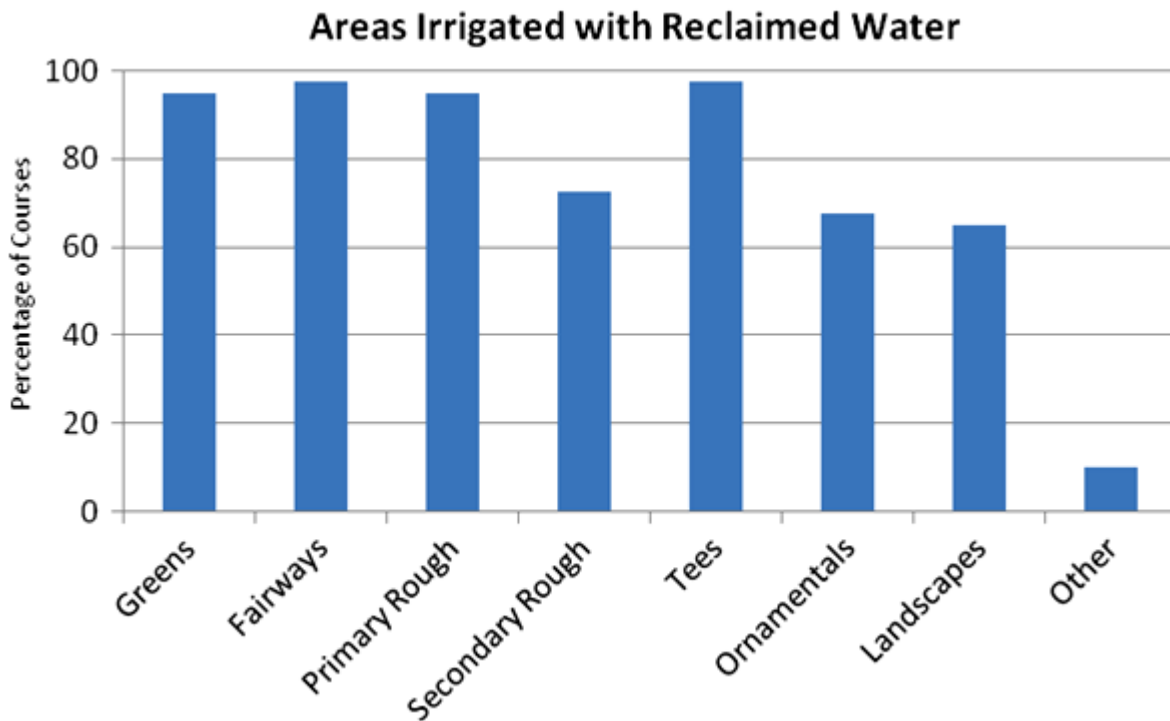 Areas Irrigated with Reclaimed Water
Percentage of Courses
100
80
60
40
20
0
Greens
Fairways
Primary Rough
Secondary Rough
Tees
Ornamentals
Landscapes
Other